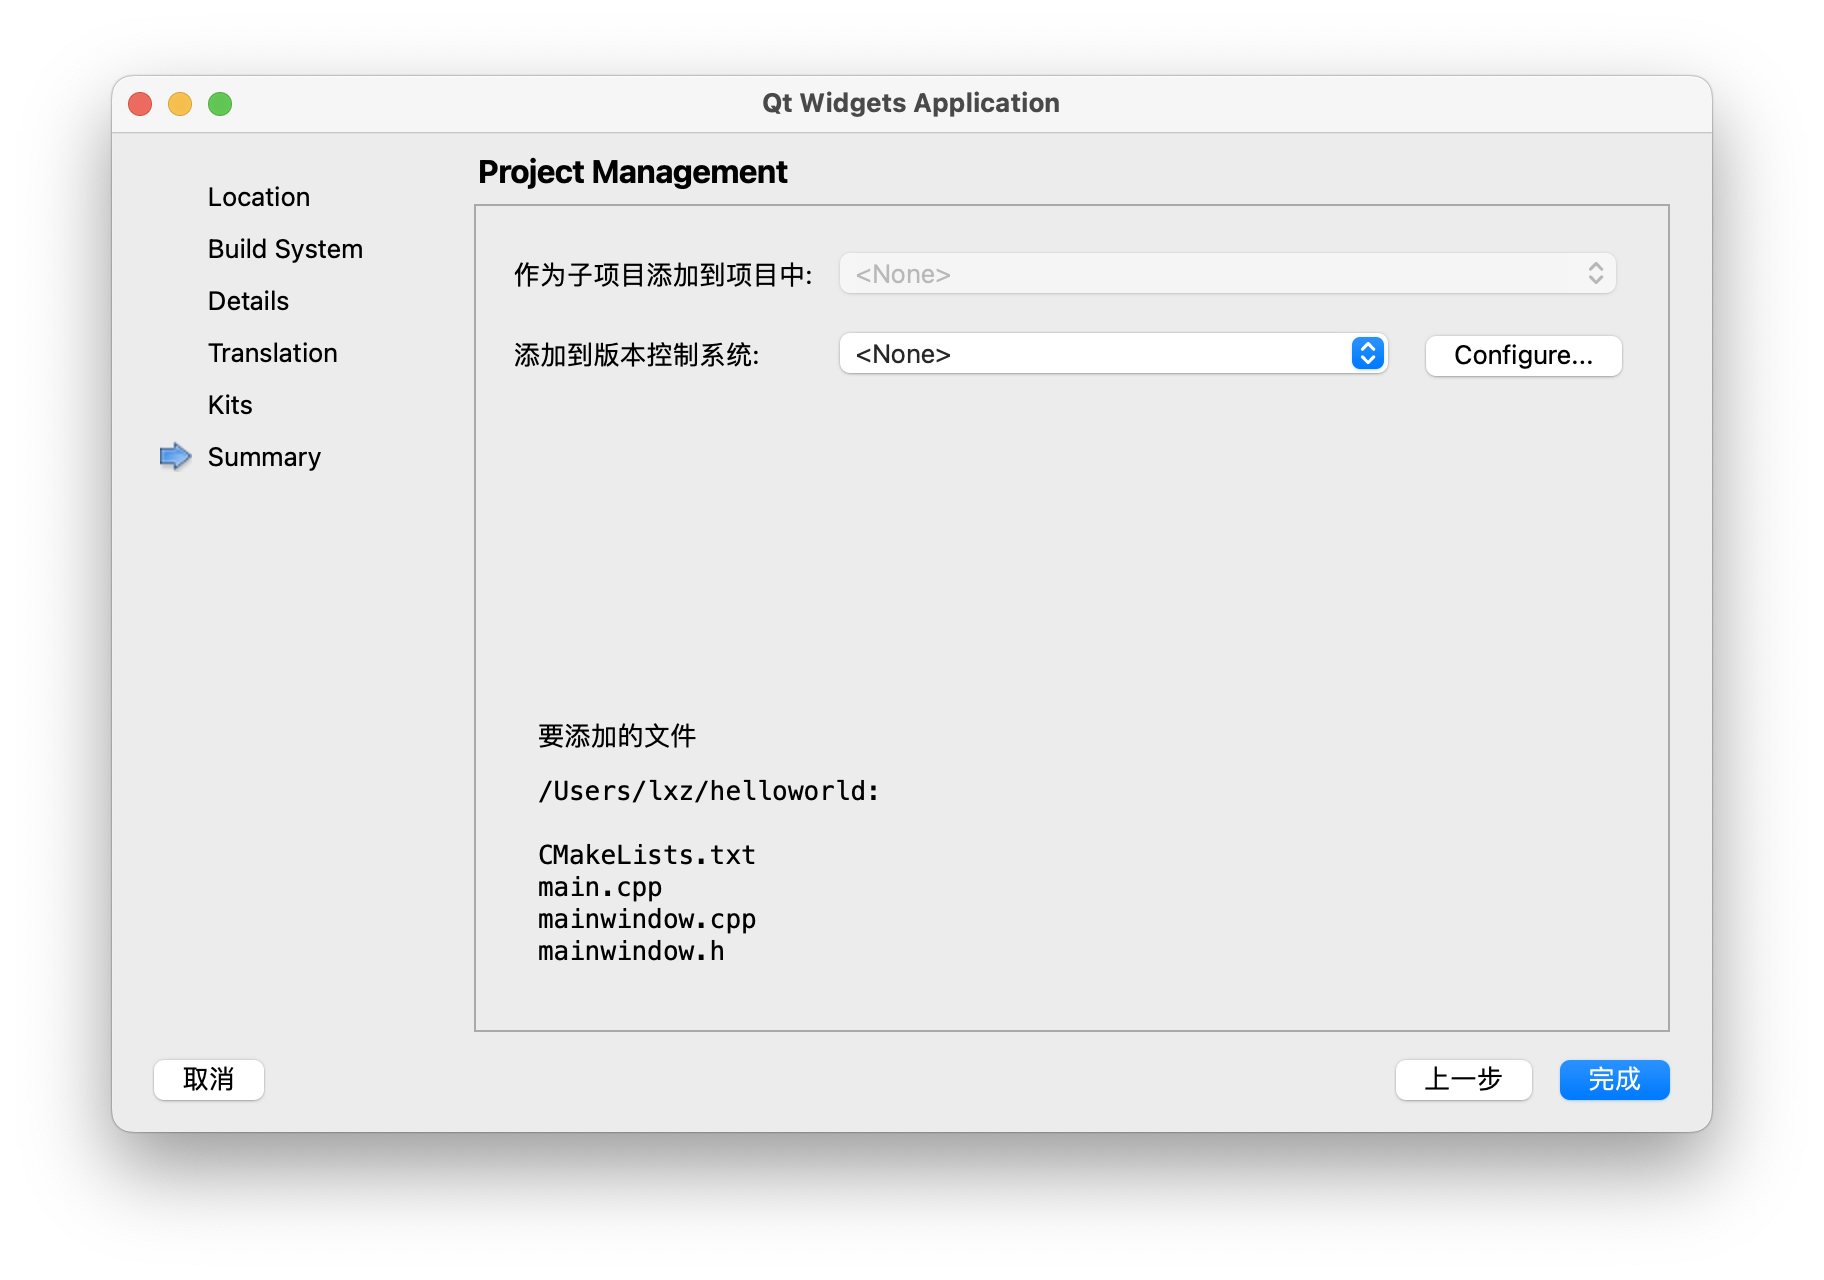 Qt Widgets Application
Location
Build System
Details
Translation
Kits
Summary
Project Management
作为子项目添加到项目中: <None>
添加到版本控制系统: <None> Configure...
要添加的文件
/Users/lxz/helloworld:
CMakeLists.txt
main.cpp
mainwindow.cpp
mainwindow.h
取消 上一步 完成